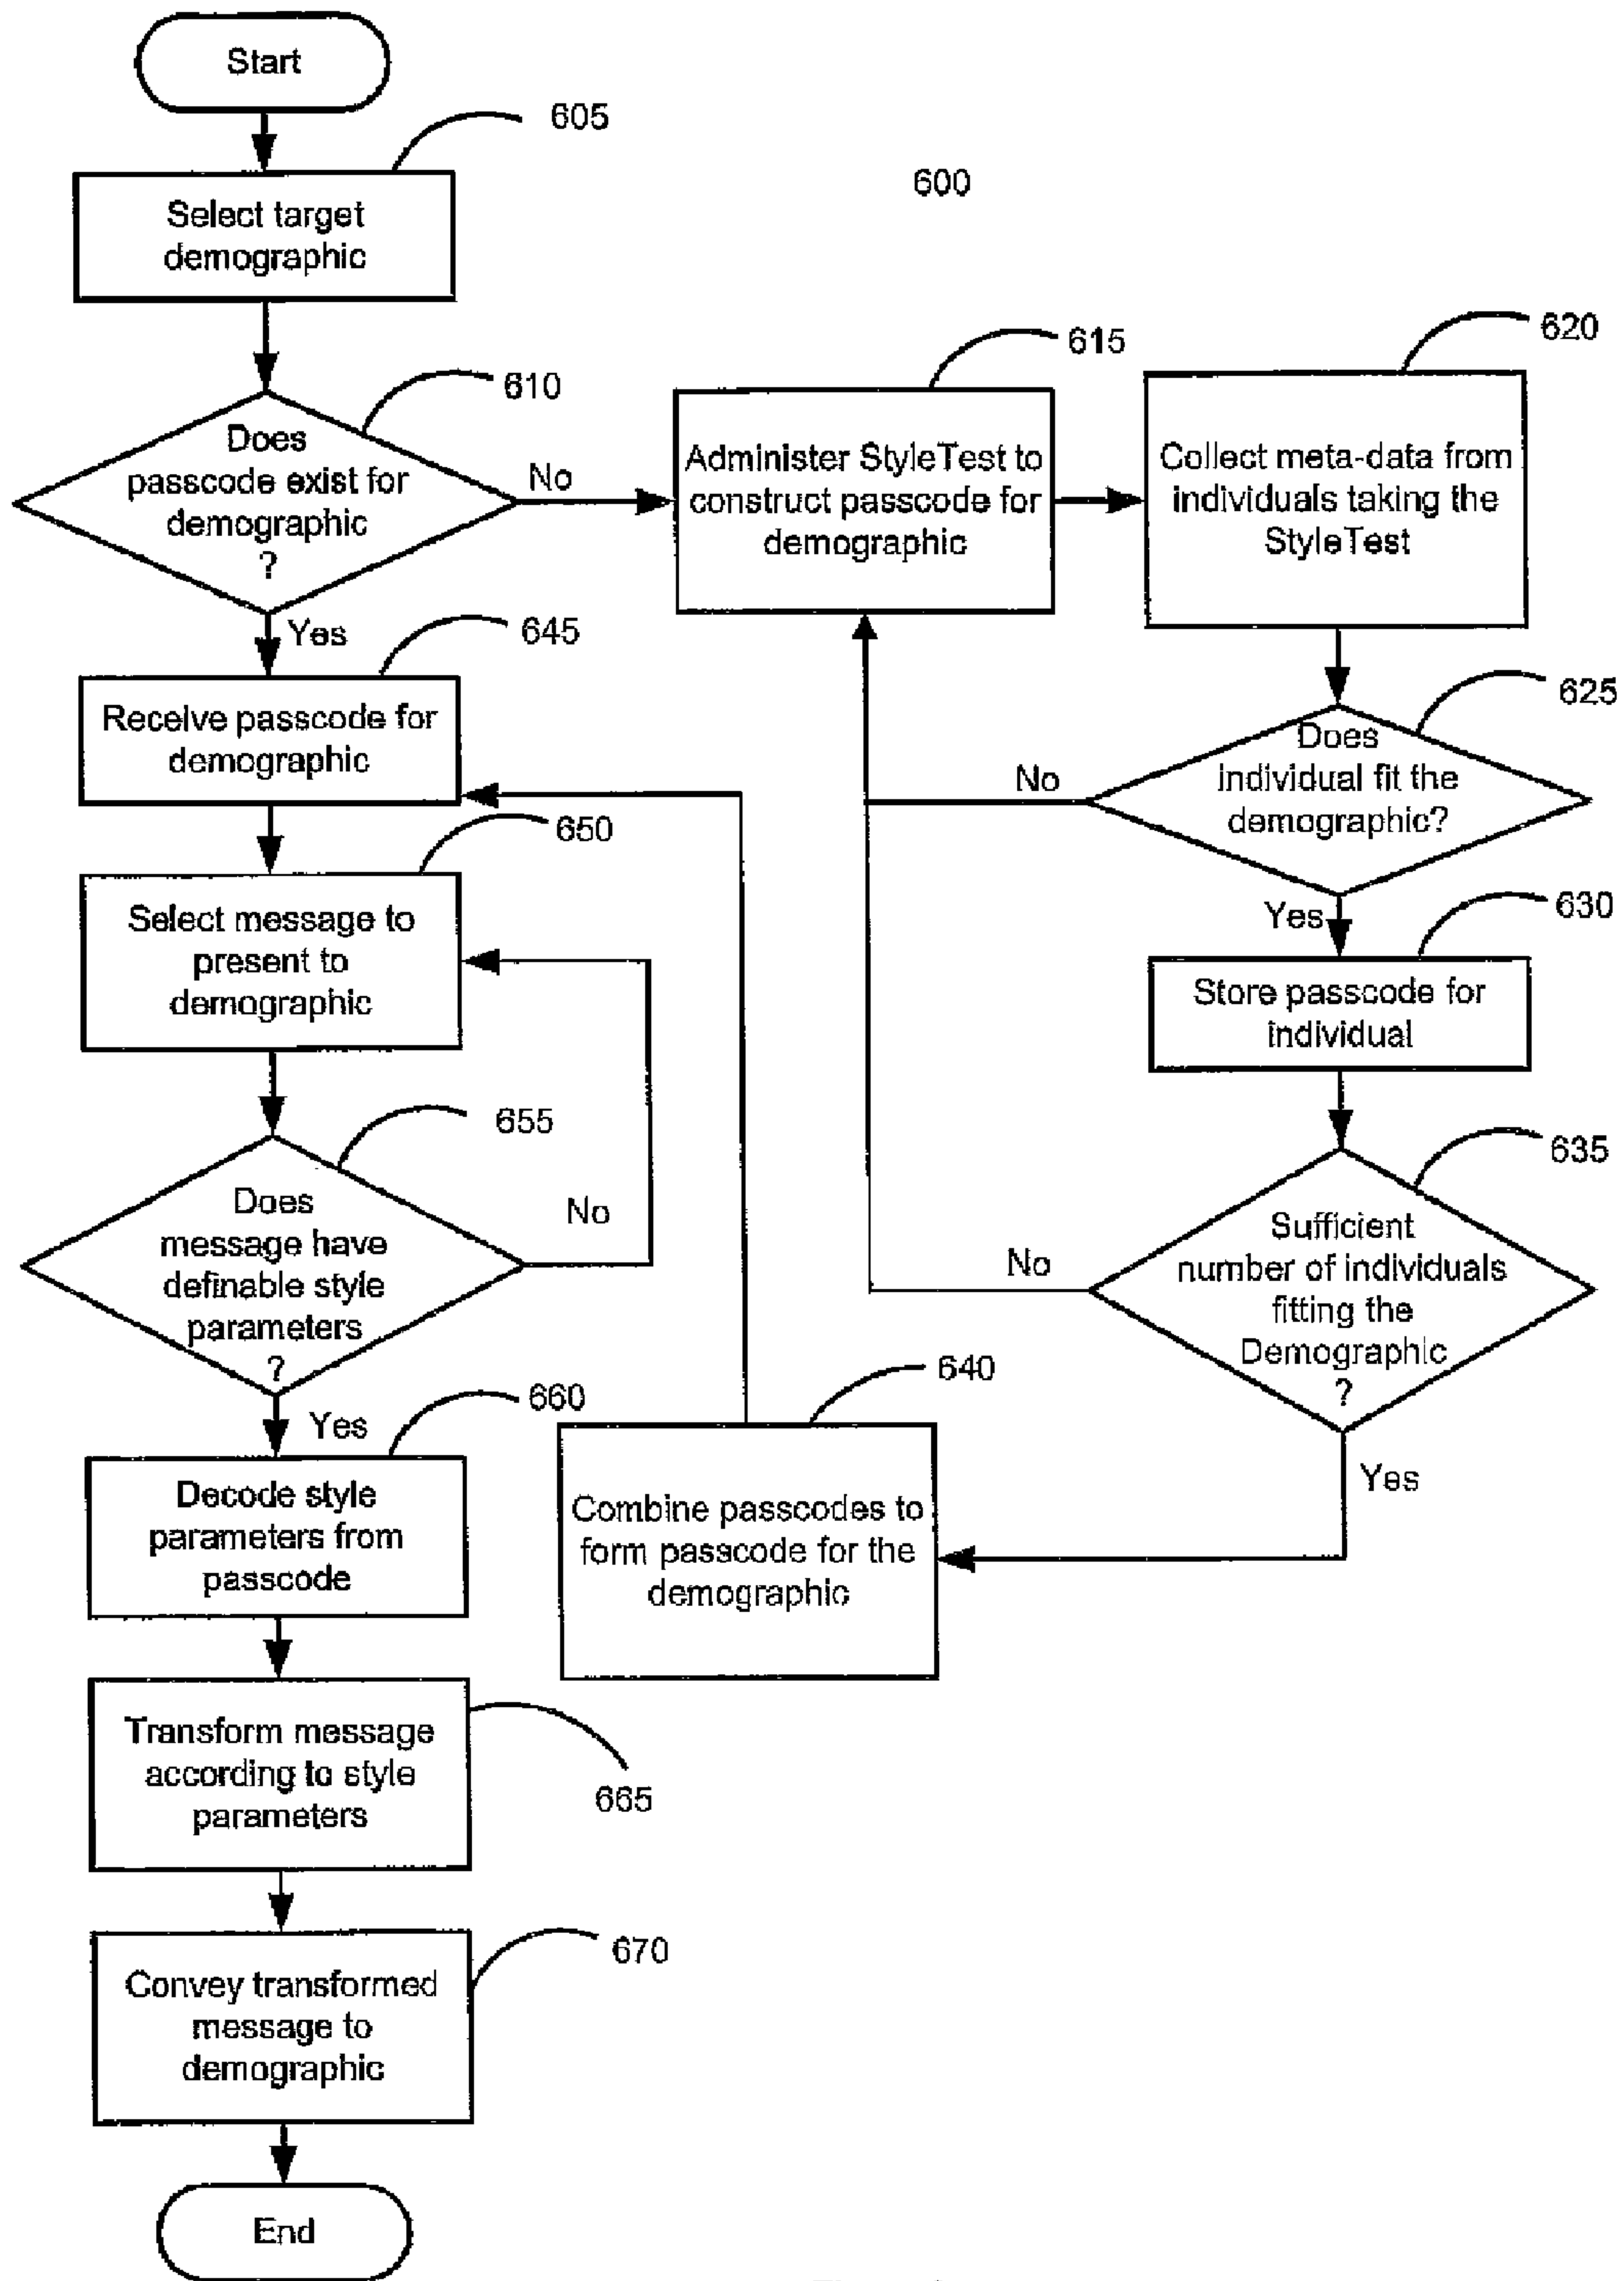 Start
605
600
Select target
demographic
610
Does
passcode exist for
demographic
?
No
Yes
615
Administer StyleTest to
construct passcode for
demographic
620
Collect meta-data from
individuals taking the
StyleTest
625
Does
individual fit the
demographic?
No
Yes
630
Store passcode for
individual
635
Sufficient
number of individuals
fitting the
Demographic
?
No
Yes
640
Combine passcodes to
form passcode for the
demographic
645
Receive passcode for
demographic
650
Select message to
present to
demographic
655
Does
message have
definable style
parameters
?
No
Yes
660
Decode style
parameters from
passcode
Transform message
according to style
parameters
665
670
Convey transformed
message to
demographic
End